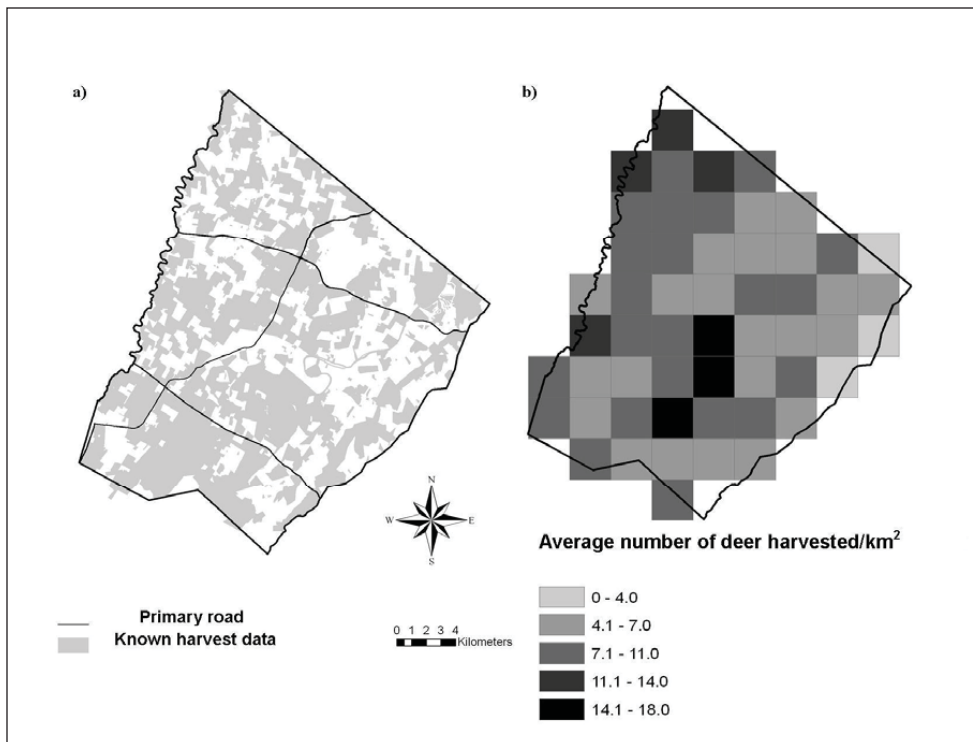 a)
b)
N
W E
S
Primary road
Known harvest data
0 1 2 3 4
Kilometers
Average number of deer harvested/km²
0 - 4.0
4.1 - 7.0
7.1 - 11.0
11.1 - 14.0
14.1 - 18.0